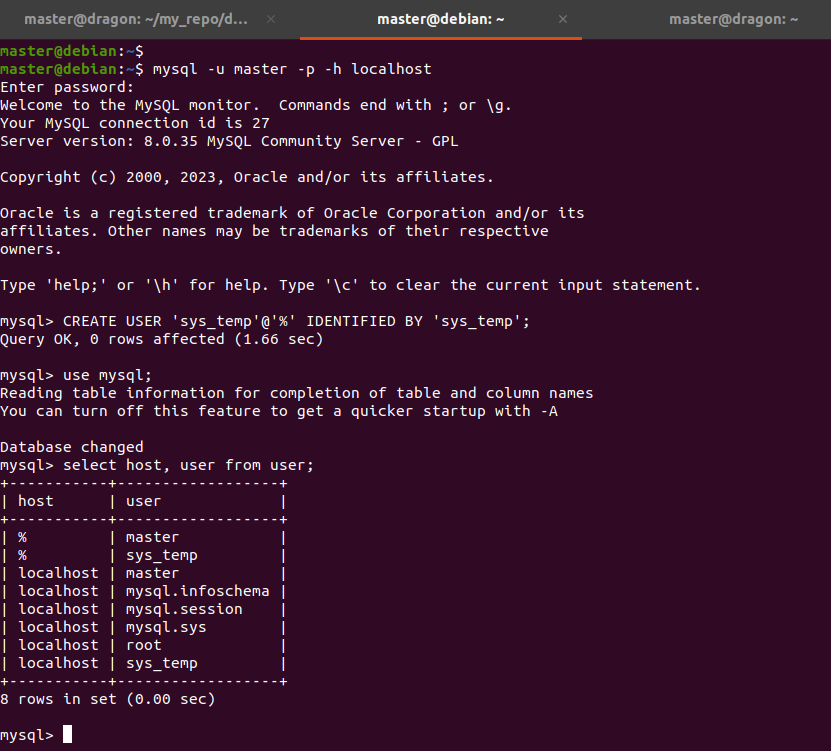 master@dragon: ~/my_repo/d... × master@debian: ~ × master@dragon: ~
master@debian:~$
master@debian:~$ mysql -u master -p -h localhost
Enter password:
Welcome to the MySQL monitor.  Commands end with ; or \g.
Your MySQL connection id is 27
Server version: 8.0.35 MySQL Community Server - GPL
Copyright (c) 2000, 2023, Oracle and/or its affiliates.
Oracle is a registered trademark of Oracle Corporation and/or its
affiliates. Other names may be trademarks of their respective
owners.
Type 'help;' or '\h' for help. Type '\c' to clear the current input statement.
mysql> CREATE USER 'sys_temp'@'%' IDENTIFIED BY 'sys_temp';
Query OK, 0 rows affected (1.66 sec)
mysql> use mysql;
Reading table information for completion of table and column names
You can turn off this feature to get a quicker startup with -A
Database changed
mysql> select host, user from user;
+-----------+------------------+
| host      | user             |
+-----------+------------------+
| %         | master           |
| %         | sys_temp         |
| localhost | master           |
| localhost | mysql.infoschema |
| localhost | mysql.session    |
| localhost | mysql.sys        |
| localhost | root             |
| localhost | sys_temp         |
+-----------+------------------+
8 rows in set (0.00 sec)
mysql>